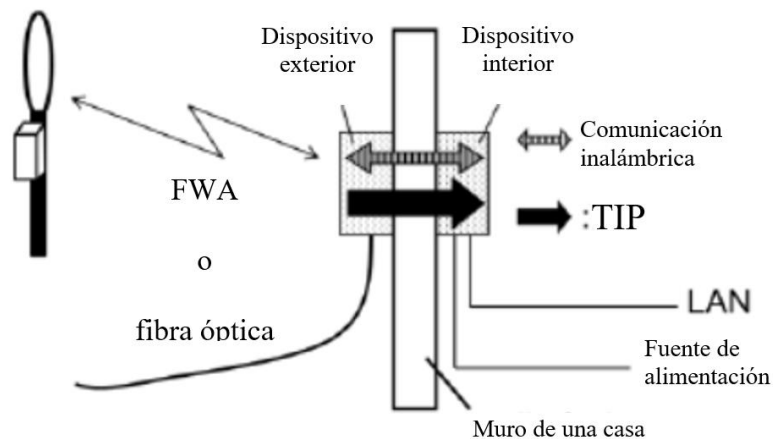 Dispositivo
exterior
Dispositivo
interior
Comunicación
inalámbrica
FWA
:TIP
o
fibra óptica
LAN
Fuente de
alimentación
Muro de una casa